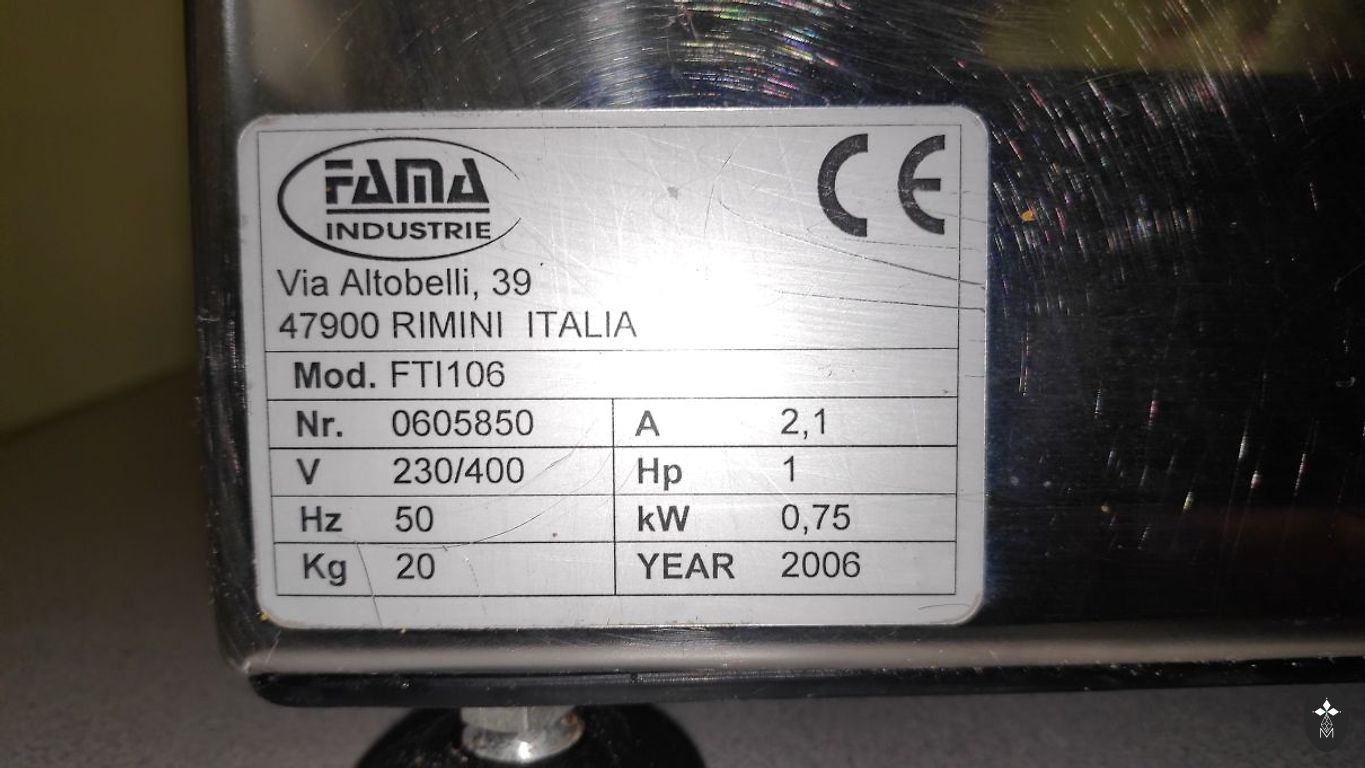 FAMA
INDUSTRIE
CE
Via Altobelli, 39
47900 RIMINI ITALIA
Mod. FTI106
Nr. 0605850 A 2,1
V 230/400 Hp 1
Hz 50 kW 0,75
Kg 20 YEAR 2006
M